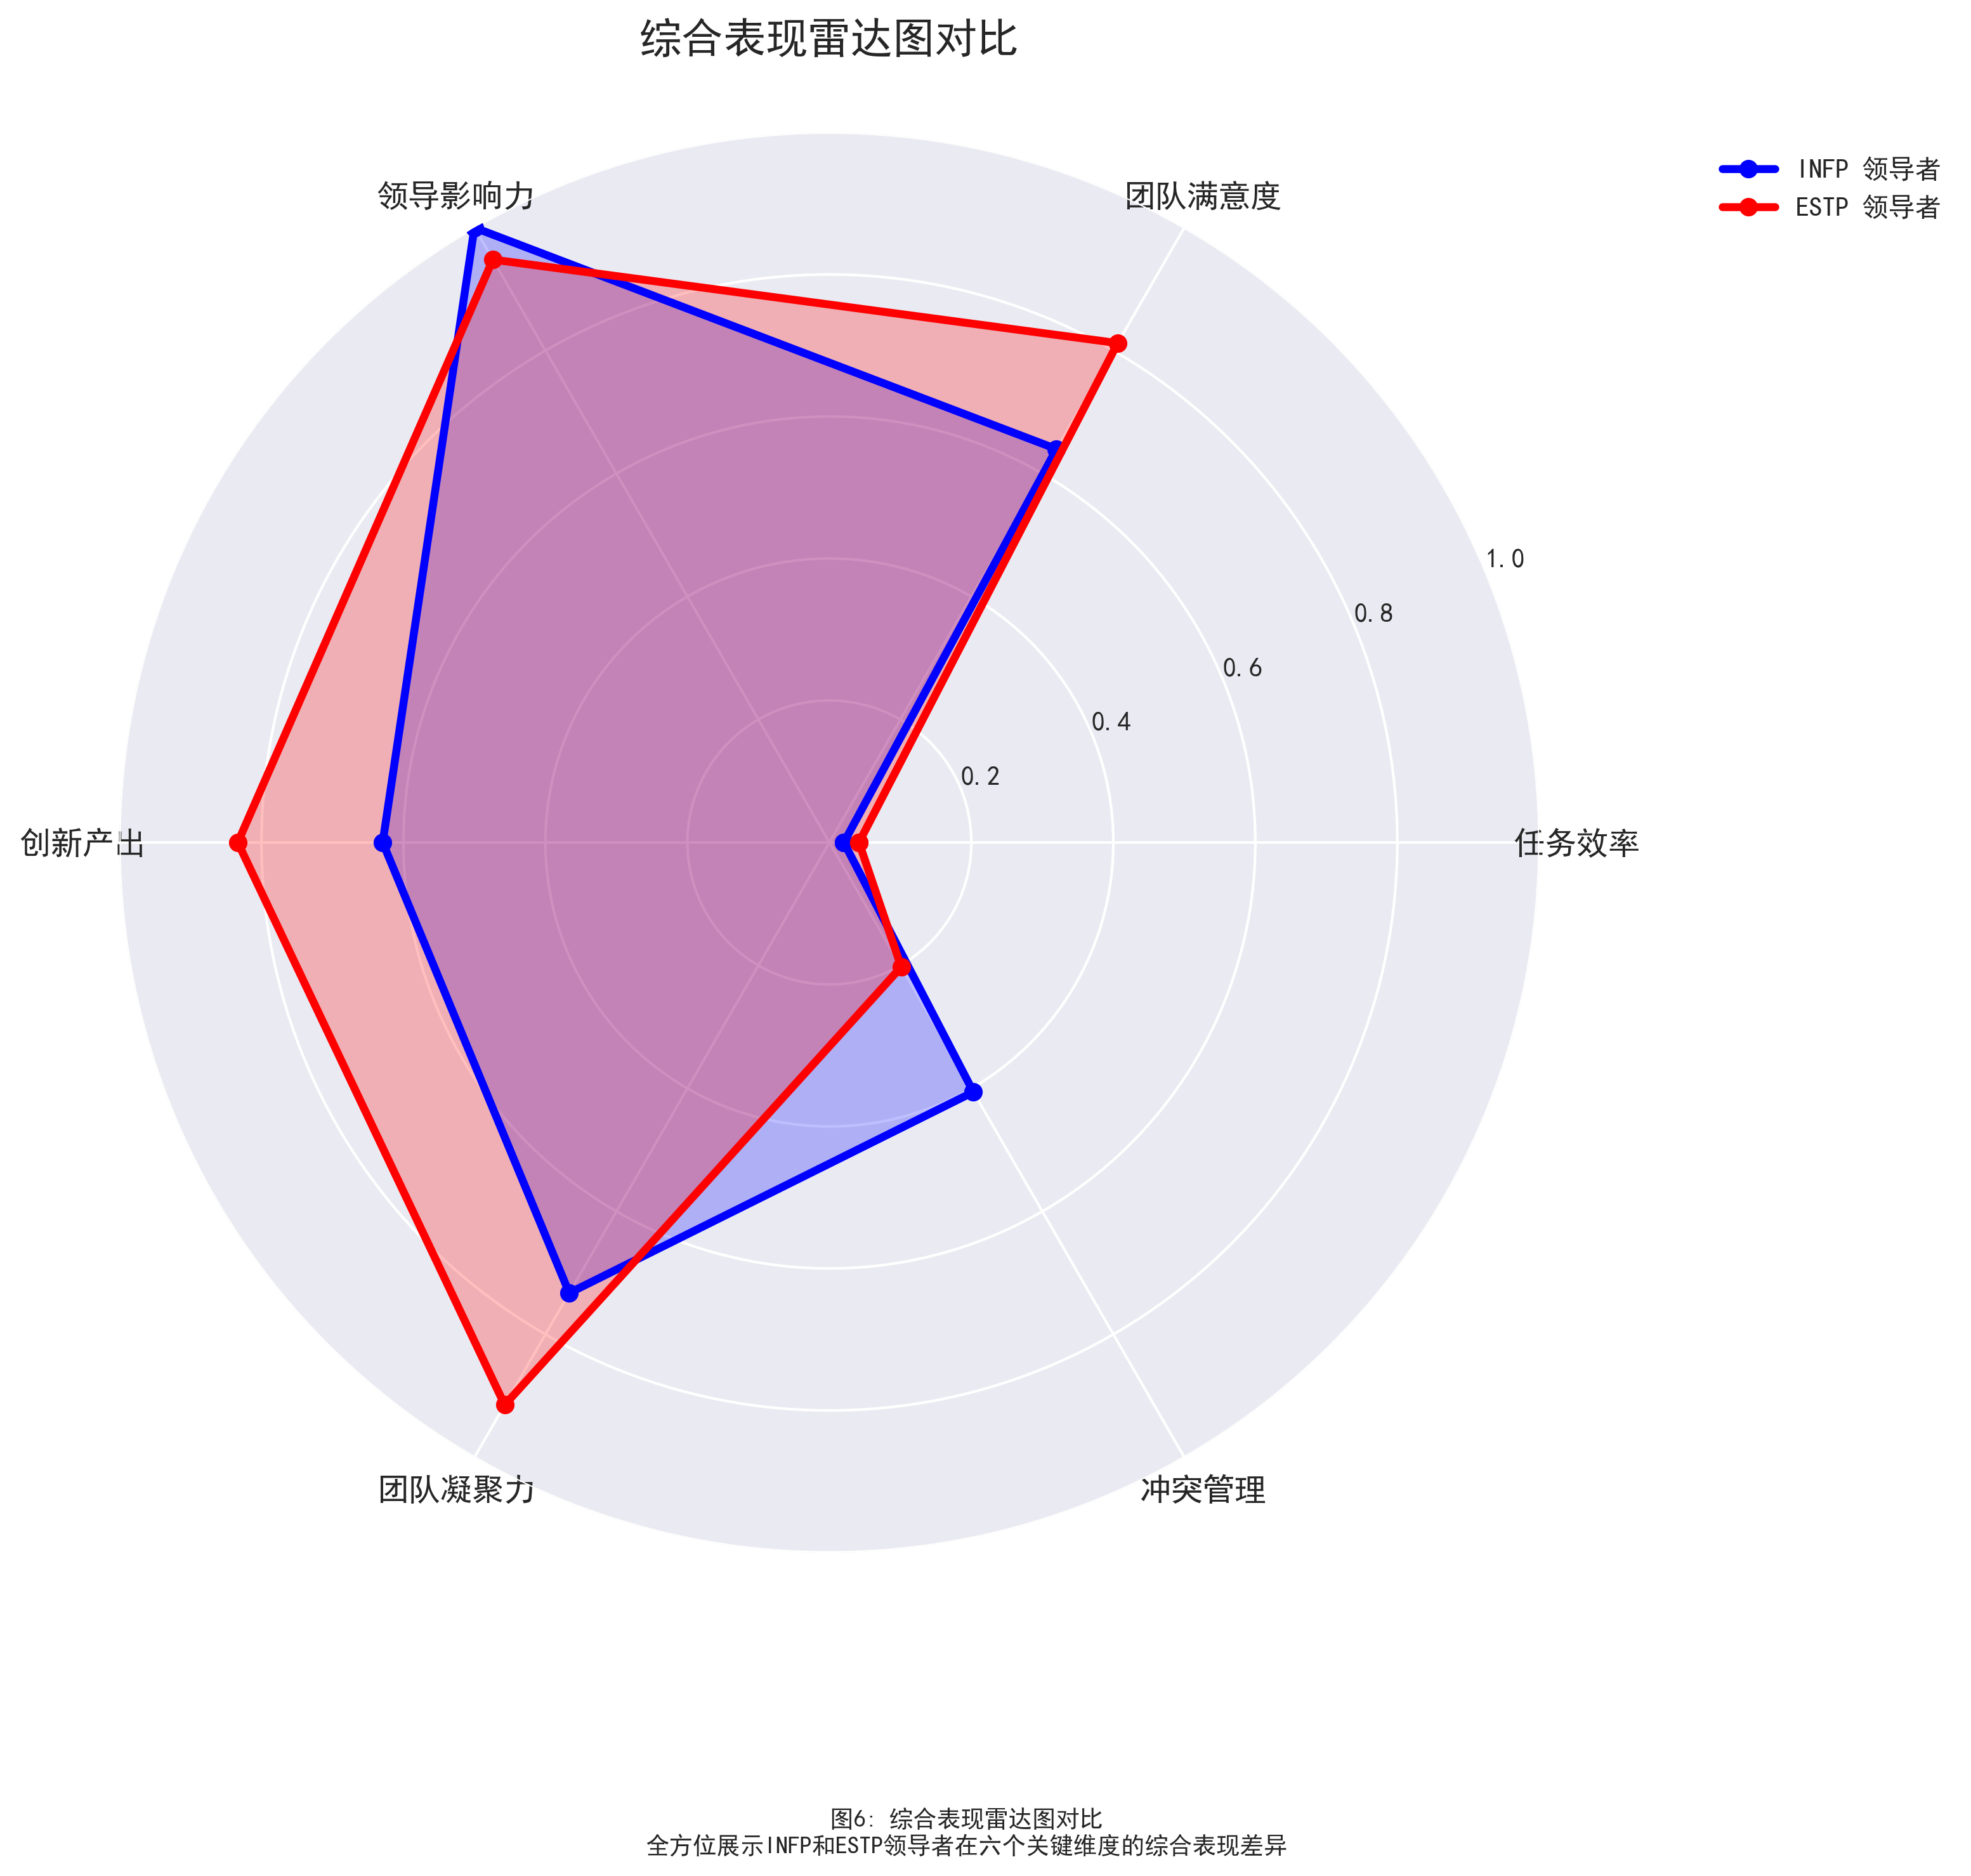 综合表现雷达图对比
INFP 领导者
ESTP 领导者
领导影响力
团队满意度
1.0
0.8
0.6
0.4
0.2
创新产出
任务效率
团队凝聚力
冲突管理
图6: 综合表现雷达图对比
全方位展示INFP和ESTP领导者在六个关键维度的综合表现差异